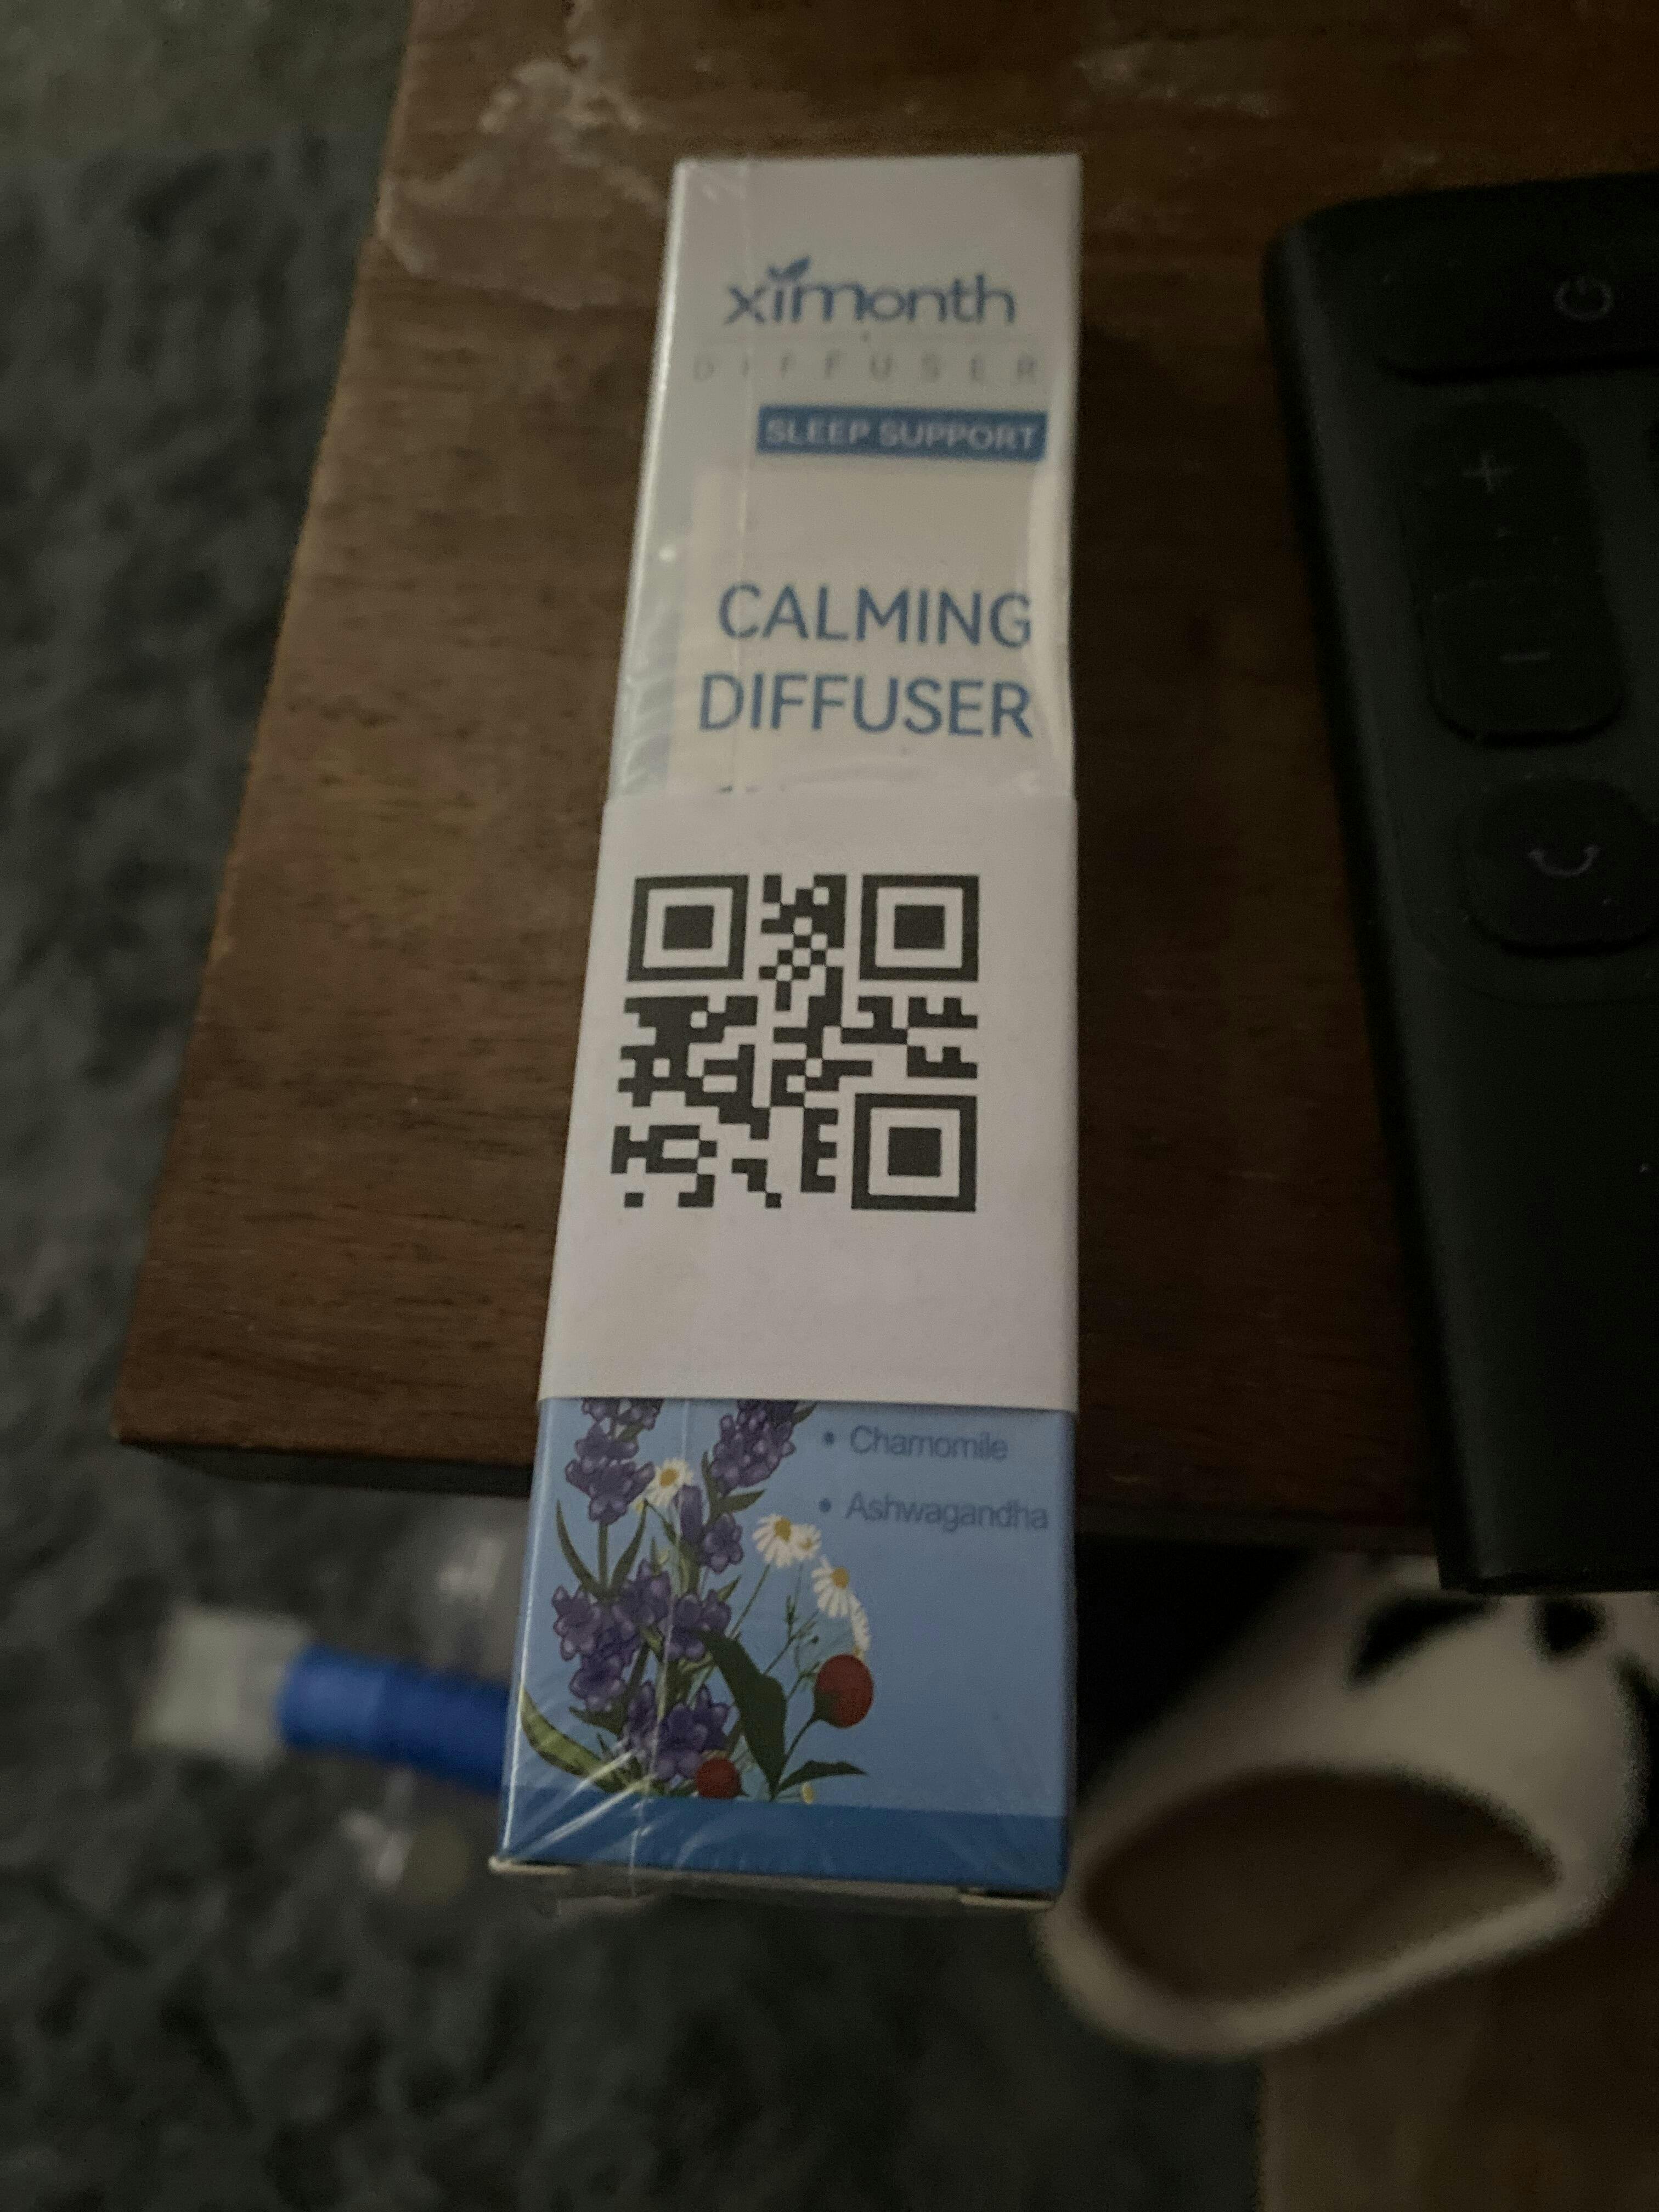 ximonth
DIFFUSER
SLEEP SUPPORT
CALMING
DIFFUSER
• Chamomile
• Ashwagandha